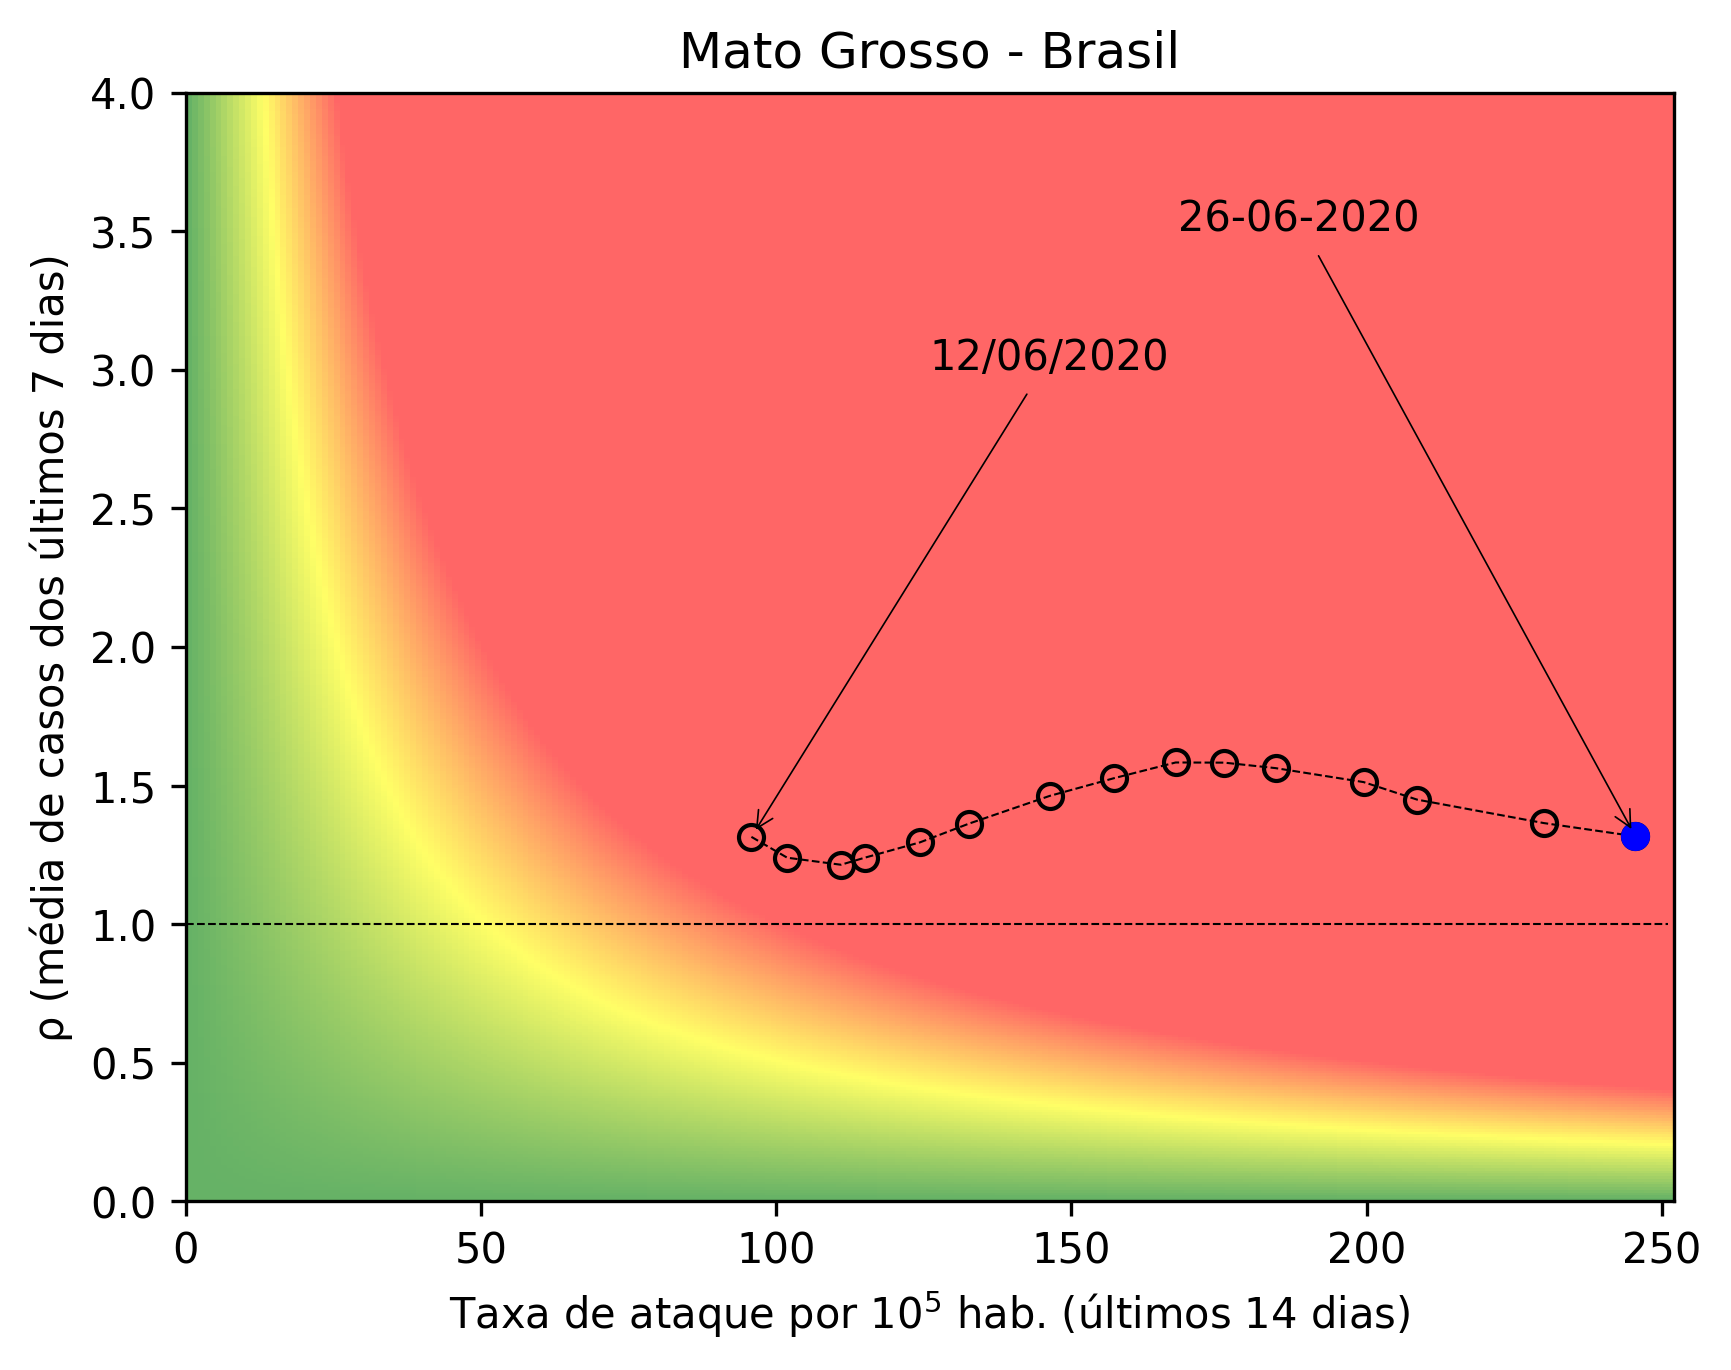 Mato Grosso - Brasil
4.0
3.5
3.0
2.5
2.0
1.5
1.0
0.5
0.0
ρ (média de casos dos últimos 7 dias)
26-06-2020
12/06/2020
0 50 100 150 200 250
Taxa de ataque por 10⁵ hab. (últimos 14 dias)